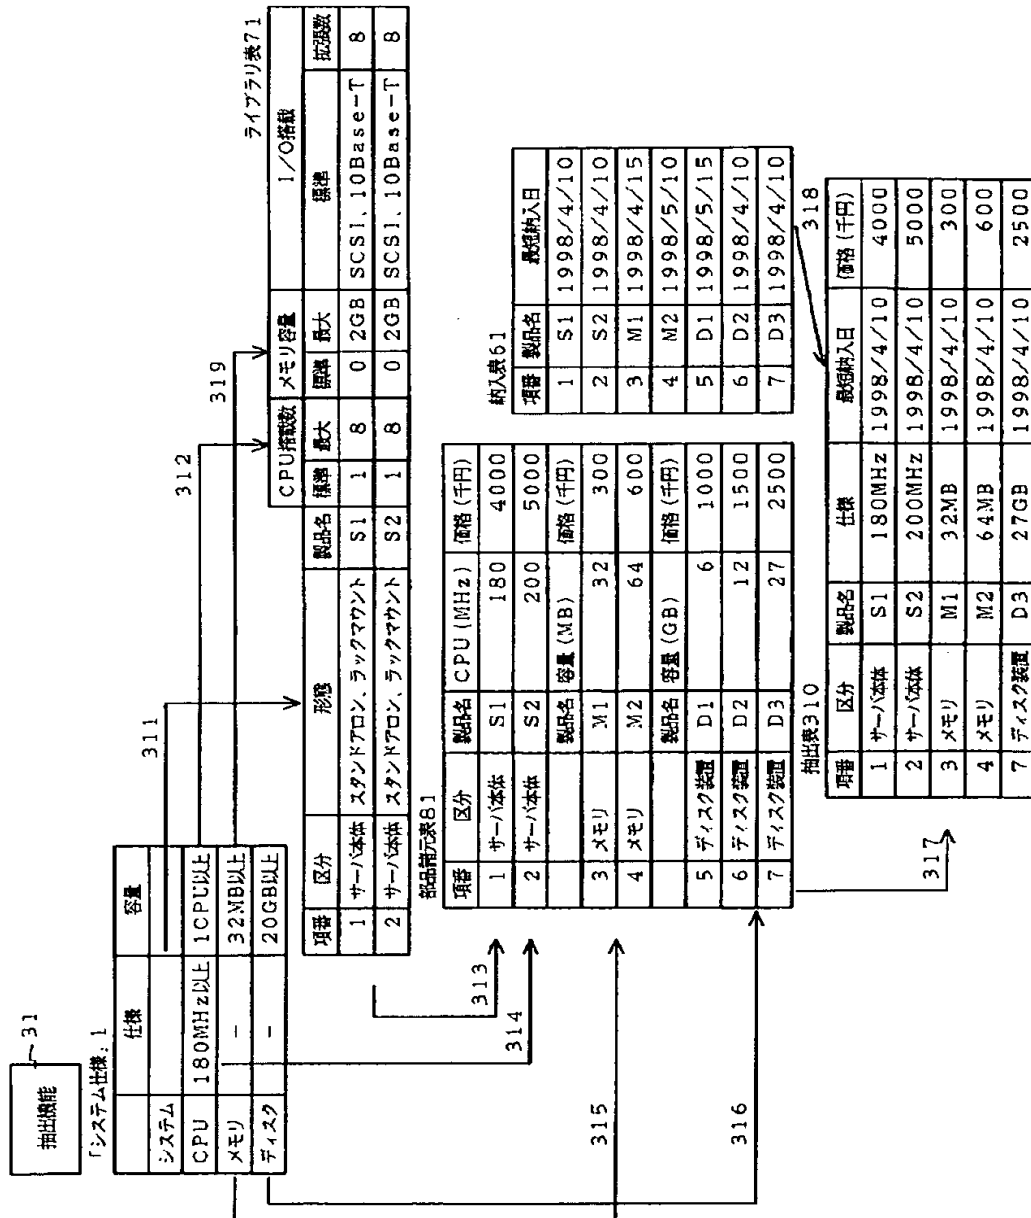 抽出機能
31
「システム仕様：1
仕様 容量
システム
CPU 180MHz以上 1CPU以上
メモリ － 32MB以上
ディスク － 20GB以上
311
312
319
ライブラリ表71
項番 区分 形態 製品名 CPU搭載数 メモリ容量 I/O搭載
標準 最大 標準 最大 標準 拡張数
1 サーバ本体 スタンドアロン、ラックマウント S1 1 8 0 2GB SCSI、10Base-T 8
2 サーバ本体 スタンドアロン、ラックマウント S2 1 8 0 2GB SCSI、10Base-T 8
313
314
315
316
部品諸元表81
項番 区分 製品名 CPU(MHz) 価格(千円)
1 サーバ本体 S1 180 4000
2 サーバ本体 S2 200 5000
製品名 容量(MB) 価格(千円)
3 メモリ M1 32 300
4 メモリ M2 64 600
製品名 容量(GB) 価格(千円)
5 ディスク装置 D1 6 1000
6 ディスク装置 D2 12 1500
7 ディスク装置 D3 27 2500
納入表61
項番 製品名 最短納入日
1 S1 1998/4/10
2 S2 1998/4/10
3 M1 1998/4/15
4 M2 1998/5/10
5 D1 1998/5/15
6 D2 1998/4/10
7 D3 1998/4/10
317
318
抽出表310
項番 区分 製品名 仕様 最短納入日 価格(千円)
1 サーバ本体 S1 180MHz 1998/4/10 4000
2 サーバ本体 S2 200MHz 1998/4/10 5000
3 メモリ M1 32MB 1998/4/10 300
4 メモリ M2 64MB 1998/4/10 600
7 ディスク装置 D3 27GB 1998/4/10 2500